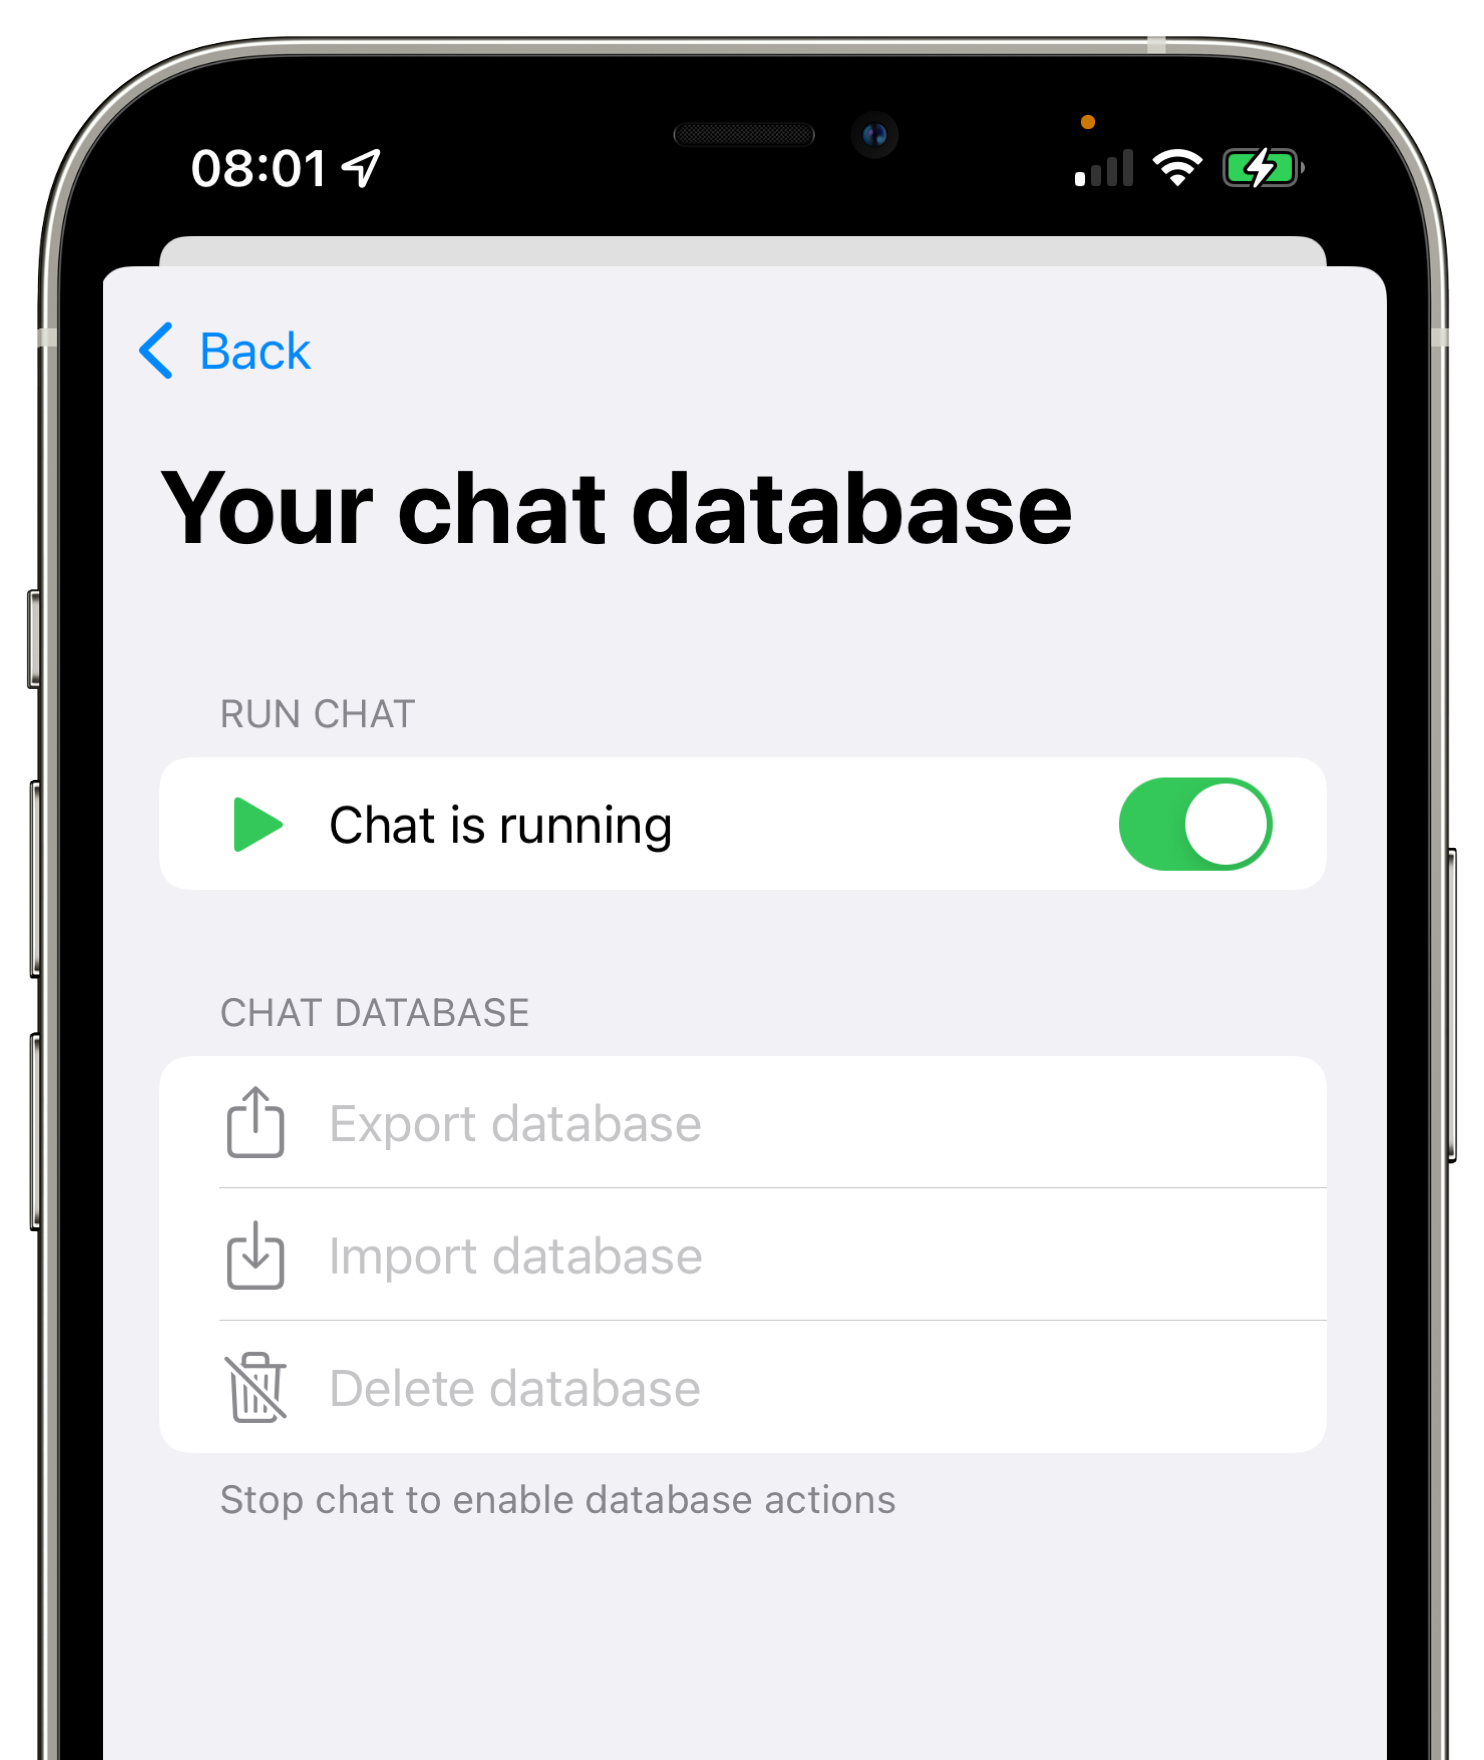 08:01
Back
Your chat database
RUN CHAT
Chat is running
CHAT DATABASE
Export database
Import database
Delete database
Stop chat to enable database actions